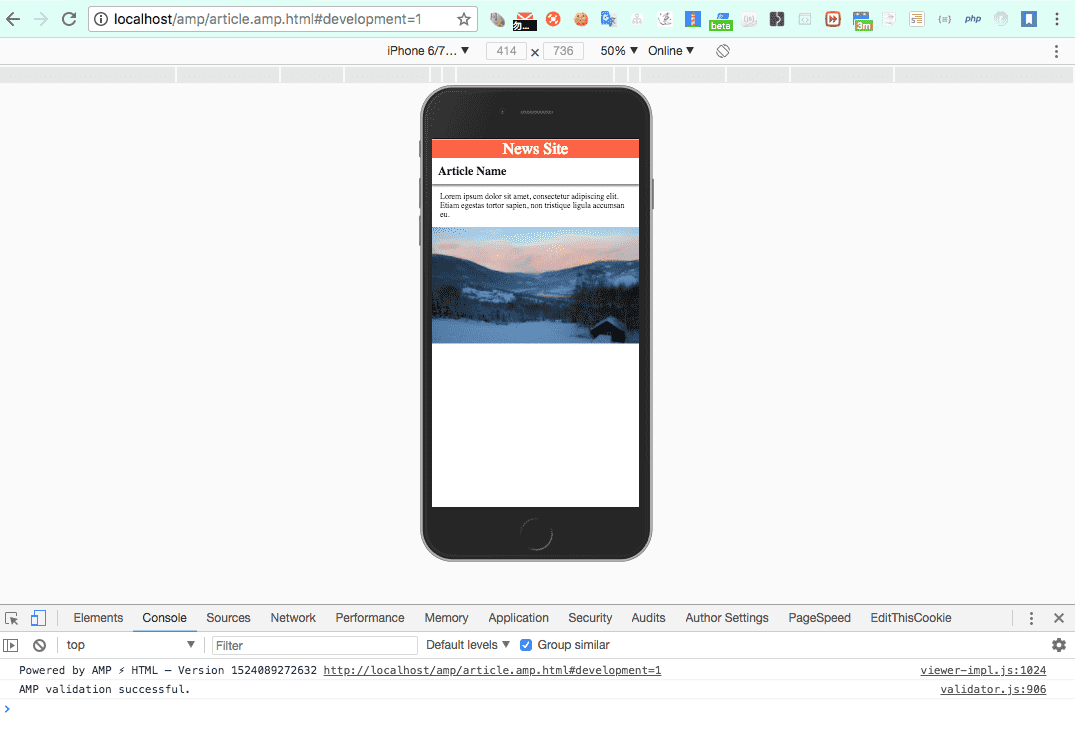 localhost/amp/article.amp.html#development=1
beta
php
3m
iPhone 6/7... ▼ 414 × 736 50% ▼ Online ▼
News Site
Article Name
Lorem ipsum dolor sit amet, consectetur adipiscing elit.
Etiam egestas tortor sapien, non tristique ligula accumsan
eu.
Elements Console Sources Network Performance Memory Application Security Audits Author Settings PageSpeed EditThisCookie
top ▼ Filter Default levels ▼ Group similar
Powered by AMP ⚡ HTML – Version 1524089272632 http://localhost/amp/article.amp.html#development=1 viewer-impl.js:1024
AMP validation successful. validator.js:906